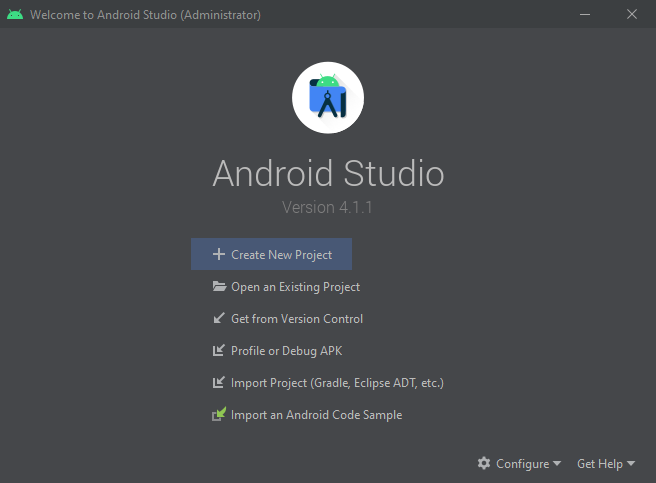 Welcome to Android Studio (Administrator)
Android Studio
Version 4.1.1
Create New Project
Open an Existing Project
Get from Version Control
Profile or Debug APK
Import Project (Gradle, Eclipse ADT, etc.)
Import an Android Code Sample
Configure Get Help